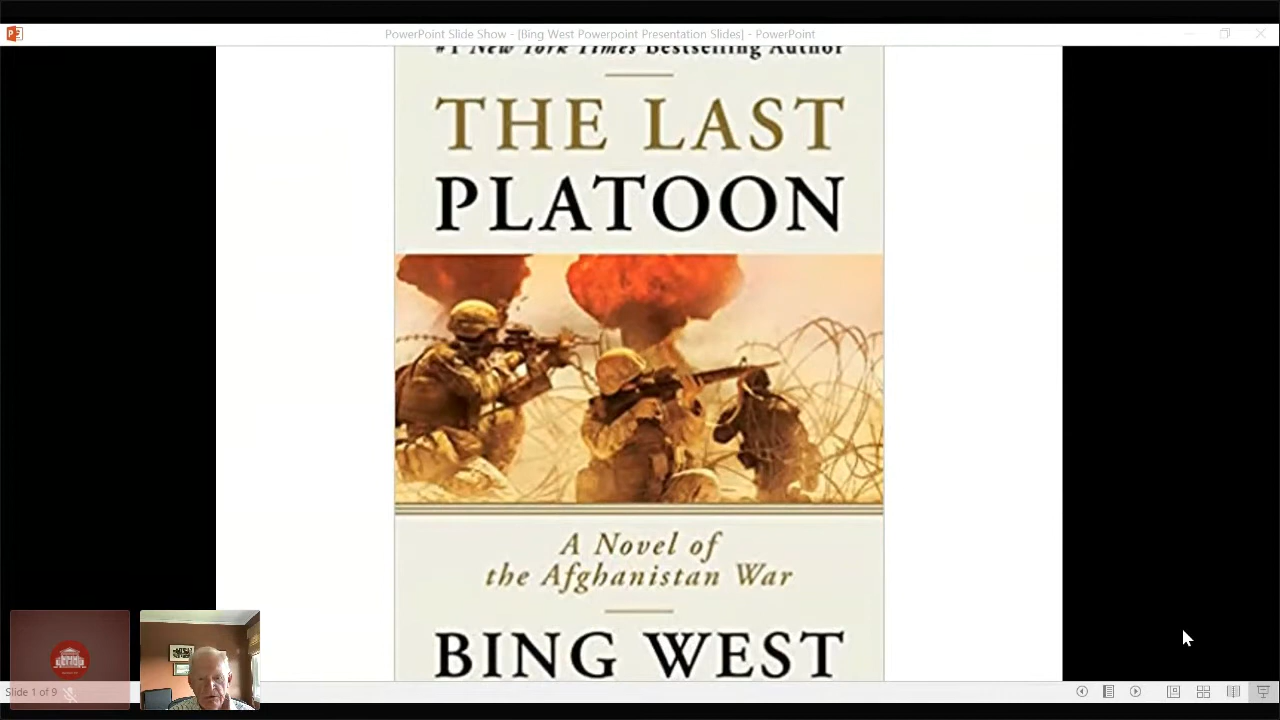 PowerPoint Slide Show - [Bing West Powerpoint Presentation Slides] - PowerPoint
#1 New York Times Bestselling Author
THE LAST
PLATOON
A Novel of
the Afghanistan War
BING WEST
Slide 1 of 9